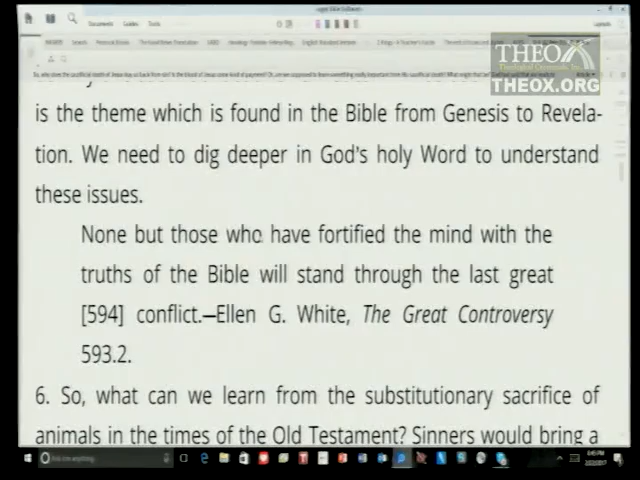 Documents Guides Tools
THEOX
THEOX.ORG
is the theme which is found in the Bible from Genesis to Revela-
tion. We need to dig deeper in God's holy Word to understand
these issues.
None but those who have fortified the mind with the
truths of the Bible will stand through the last great
[594] conflict.—Ellen G. White, The Great Controversy
593.2.
6. So, what can we learn from the substitutionary sacrifice of
animals in the times of the Old Testament? Sinners would bring a